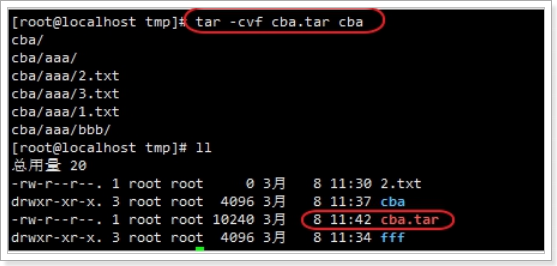 [root@localhost tmp]# tar -cvf cba.tar cba
cba/
cba/aaa/
cba/aaa/2.txt
cba/aaa/3.txt
cba/aaa/1.txt
cba/aaa/bbb/
[root@localhost tmp]# ll
总用量 20
-rw-r--r--. 1 root root     0 3月   8 11:30 2.txt
drwxr-xr-x. 3 root root  4096 3月   8 11:37 cba
-rw-r--r--. 1 root root 10240 3月   8 11:42 cba.tar
drwxr-xr-x. 2 root root  4096 3月   8 11:34 fff